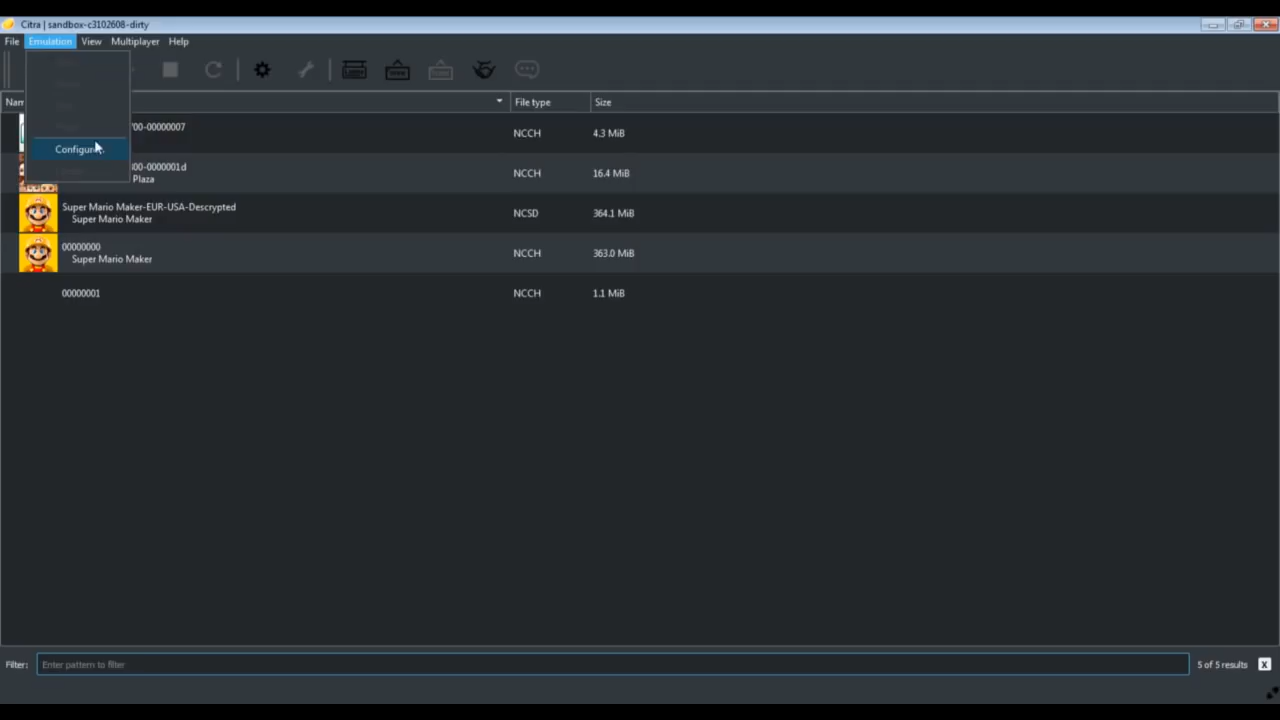 Citra | sandbox-c3102608-dirty
File Emulation View Multiplayer Help
File type Size
00-00000007 NCCH 4.3 MiB
Configure...
00-0000001d
Plaza NCCH 16.4 MiB
Super Mario Maker-EUR-USA-Descrypted
Super Mario Maker NCSD 364.1 MiB
00000000
Super Mario Maker NCCH 363.0 MiB
00000001 NCCH 1.1 MiB
Filter: Enter pattern to filter 5 of 5 results X